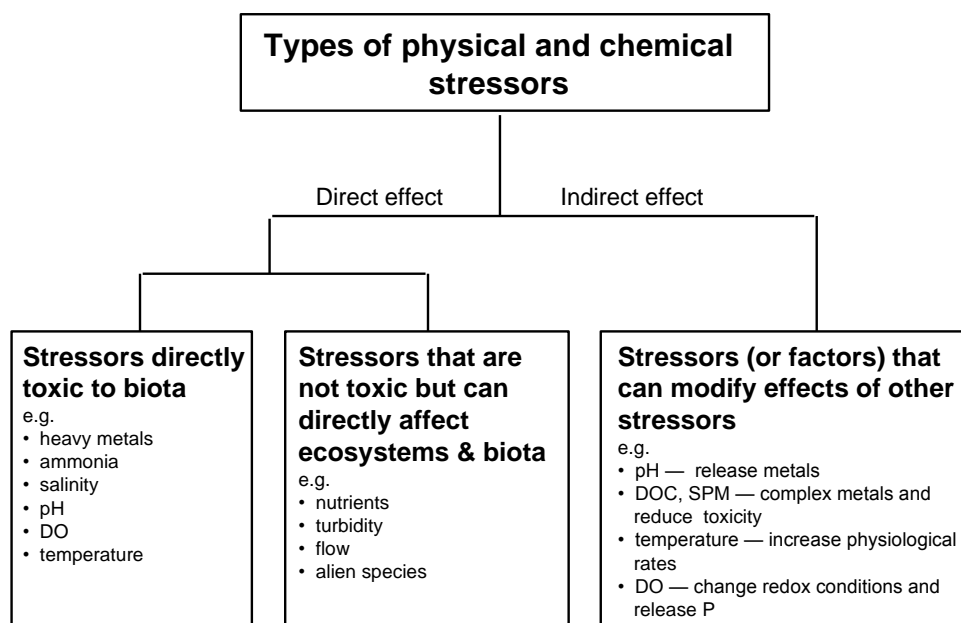 Types of physical and chemical
stressors
Direct effect
Indirect effect
Stressors directly
toxic to biota
e.g.
• heavy metals
• ammonia
• salinity
• pH
• DO
• temperature
Stressors that are
not toxic but can
directly affect
ecosystems & biota
e.g.
• nutrients
• turbidity
• flow
• alien species
Stressors (or factors) that
can modify effects of other
stressors
e.g.
• pH — release metals
• DOC, SPM — complex metals and
reduce toxicity
• temperature — increase physiological
rates
• DO — change redox conditions and
release P